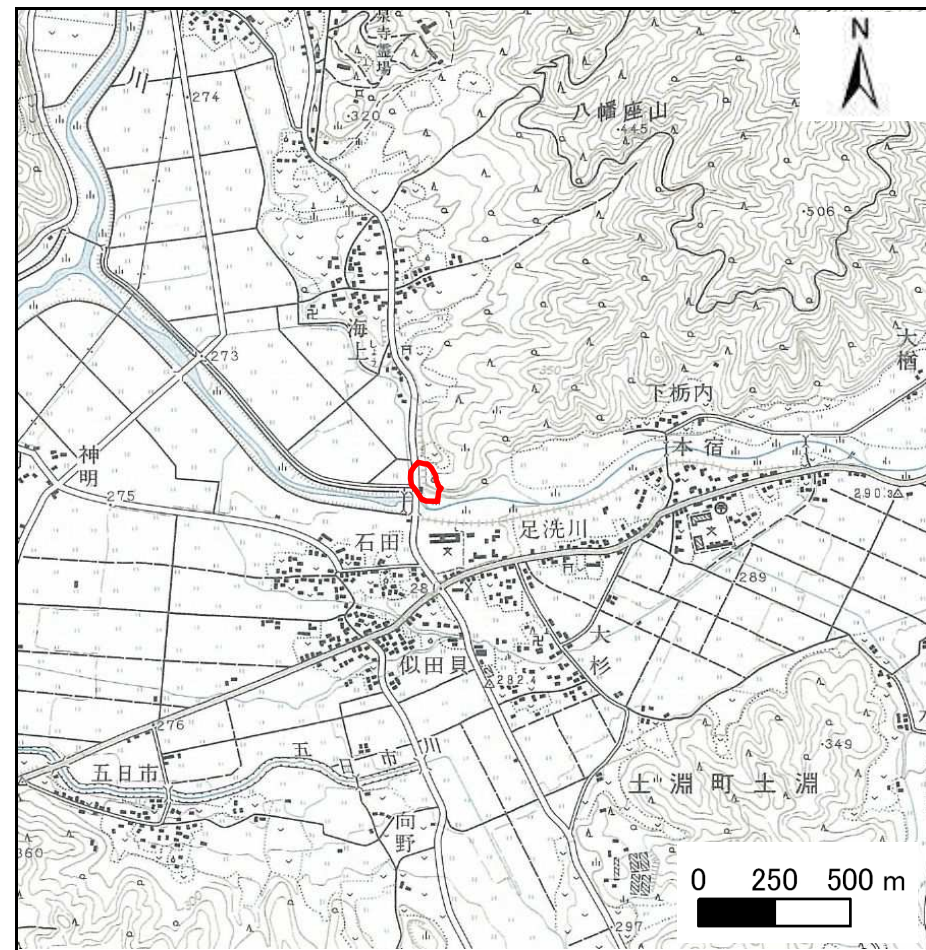 泉寺霊場
N
川
274
320
八幡座山
445
506
海上
大楢
350
273
下栃内
本宿
神明
275
290.3
石田
足洗川
281
289
大杉
似田貝
282.4
276
五日市川
349
五日市
土淵町土淵
向野
360
0 250 500 m
297